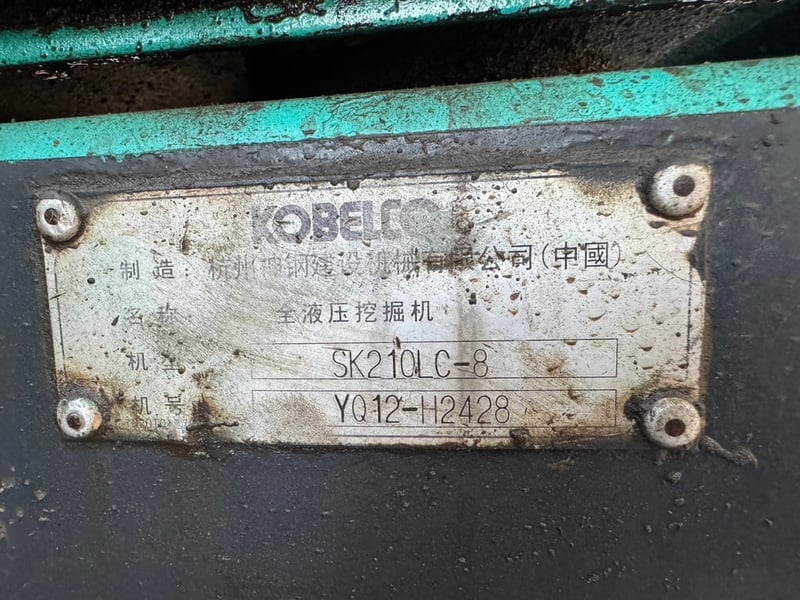 KOBELCO
制 造: 杭州神钢建设机械有限公司(中國)
名 称: 全液压挖掘机
机 型 SK210LC-8
机 号 YQ12-H2428